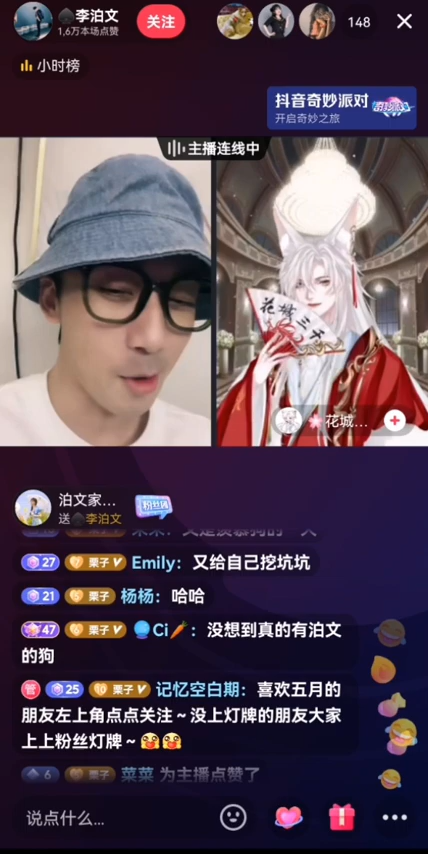 李泊文
1.6万本场点赞
关注
148
小时榜
抖音奇妙派对
开启奇妙之旅
主播连线中
花城三千
花城...
泊文家...
送 李泊文
粉丝团
27 栗子 Emily：又给自己挖坑坑
21 栗子 杨杨：哈哈
47 栗子 Ci🥕：没想到真的有泊文
的狗
管 25 栗子 记忆空白期：喜欢五月的
朋友左上角点点关注～没上灯牌的朋友大家
上上粉丝灯牌～
6 栗子 菜菜 为主播点赞了
说点什么...